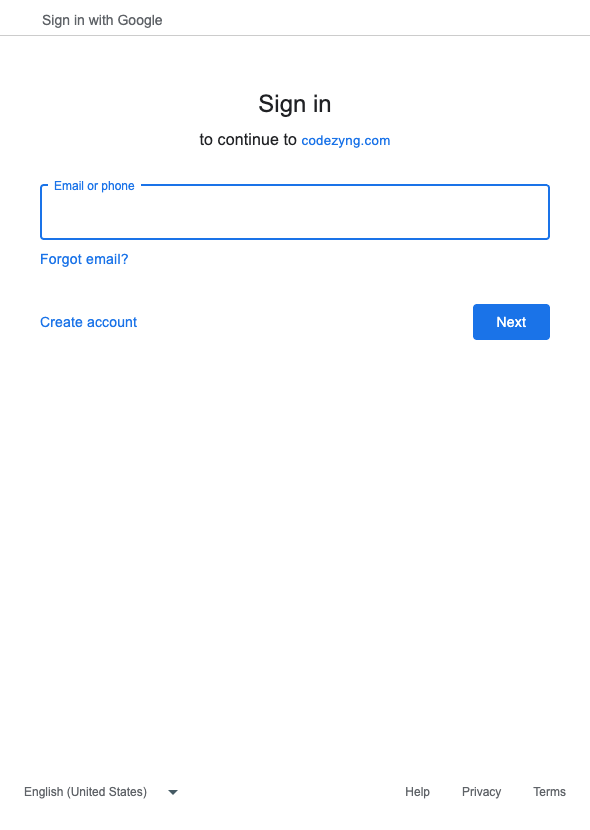 Sign in with Google
Sign in
to continue to codezyng.com
Email or phone
Forgot email?
Create account
Next
English (United States)
Help
Privacy
Terms